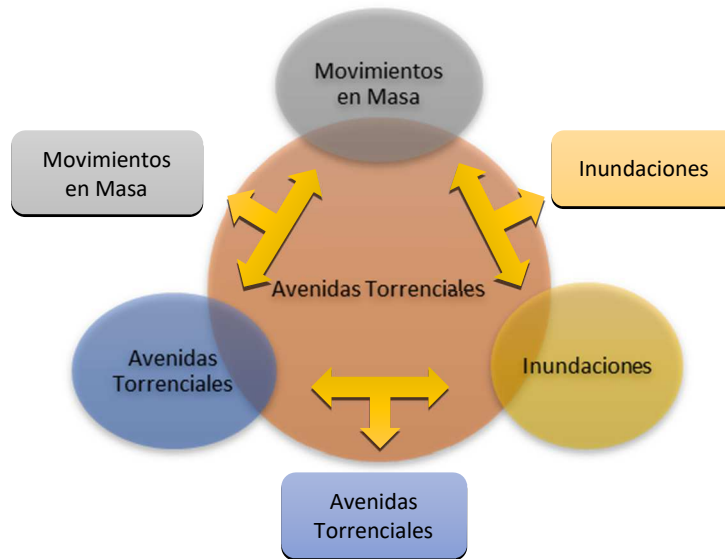 Movimientos
en Masa
Movimientos
en Masa
Inundaciones
Avenidas Torrenciales
Avenidas
Torrenciales
Inundaciones
Avenidas
Torrenciales